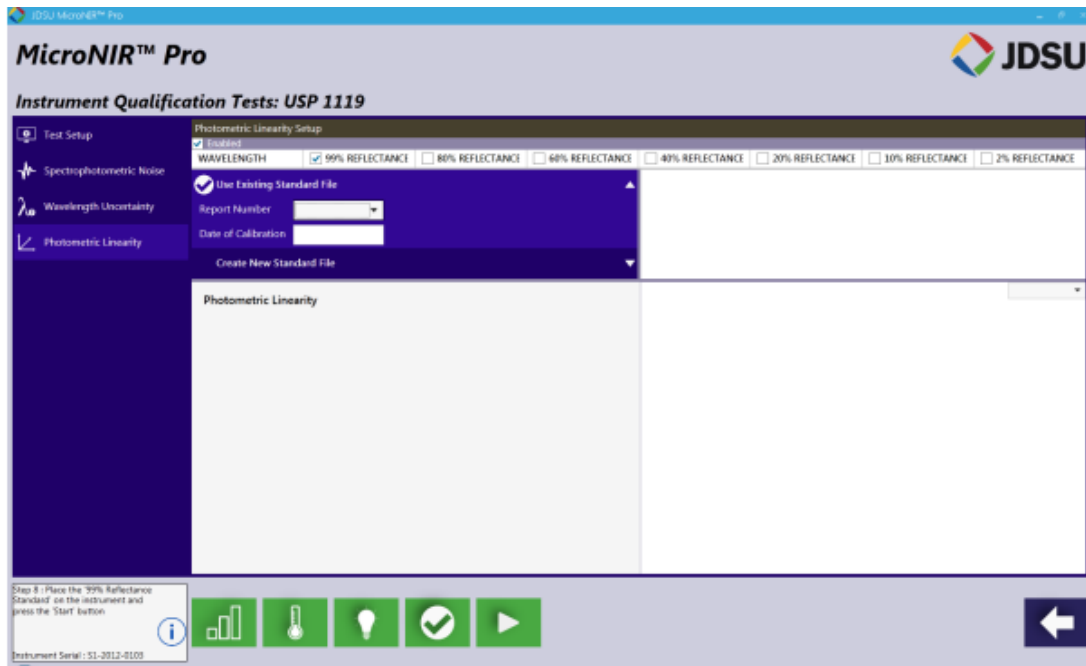 JDSU MicroNIR™ Pro
MicroNIR™ Pro
JDSU
Instrument Qualification Tests: USP 1119
Test Setup
Spectrophotometric Noise
Wavelength Uncertainty
Photometric Linearity
Photometric Linearity Setup
Enabled
WAVELENGTH 99% REFLECTANCE 80% REFLECTANCE 60% REFLECTANCE 40% REFLECTANCE 20% REFLECTANCE 10% REFLECTANCE 2% REFLECTANCE
Use Existing Standard File
Report Number
Date of Calibration
Create New Standard File
Photometric Linearity
Step 8 : Place the '99% Reflectance
Standard' on the instrument and
press the 'Start' button
Instrument Serial : S1-2012-0103